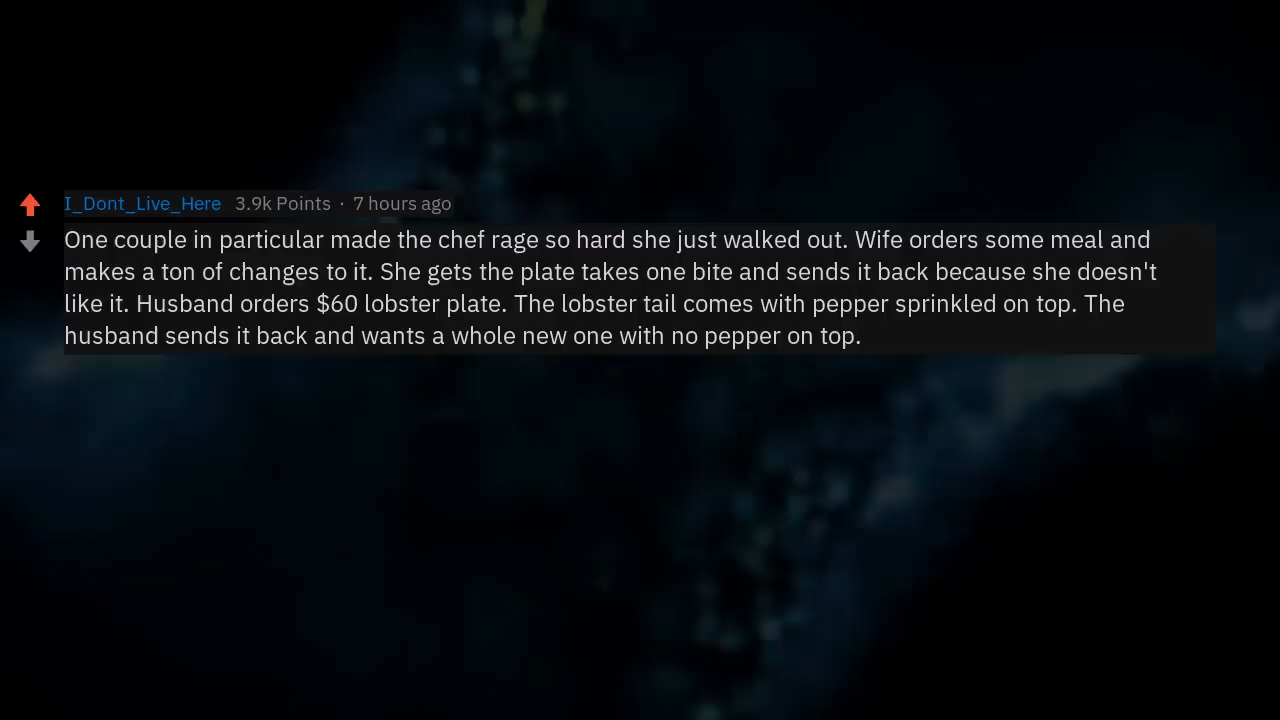 I_Dont_Live_Here 3.9k Points · 7 hours ago
One couple in particular made the chef rage so hard she just walked out. Wife orders some meal and
makes a ton of changes to it. She gets the plate takes one bite and sends it back because she doesn't
like it. Husband orders $60 lobster plate. The lobster tail comes with pepper sprinkled on top. The
husband sends it back and wants a whole new one with no pepper on top.